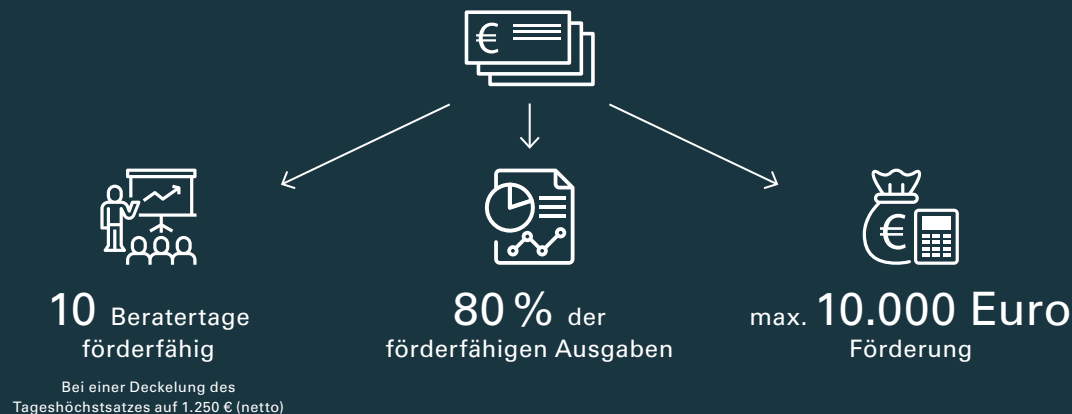 €
€
10 Beratertage
förderfähig
Bei einer Deckelung des
Tageshöchstsatzes auf 1.250 € (netto)
80 % der
förderfähigen Ausgaben
max. 10.000 Euro
Förderung